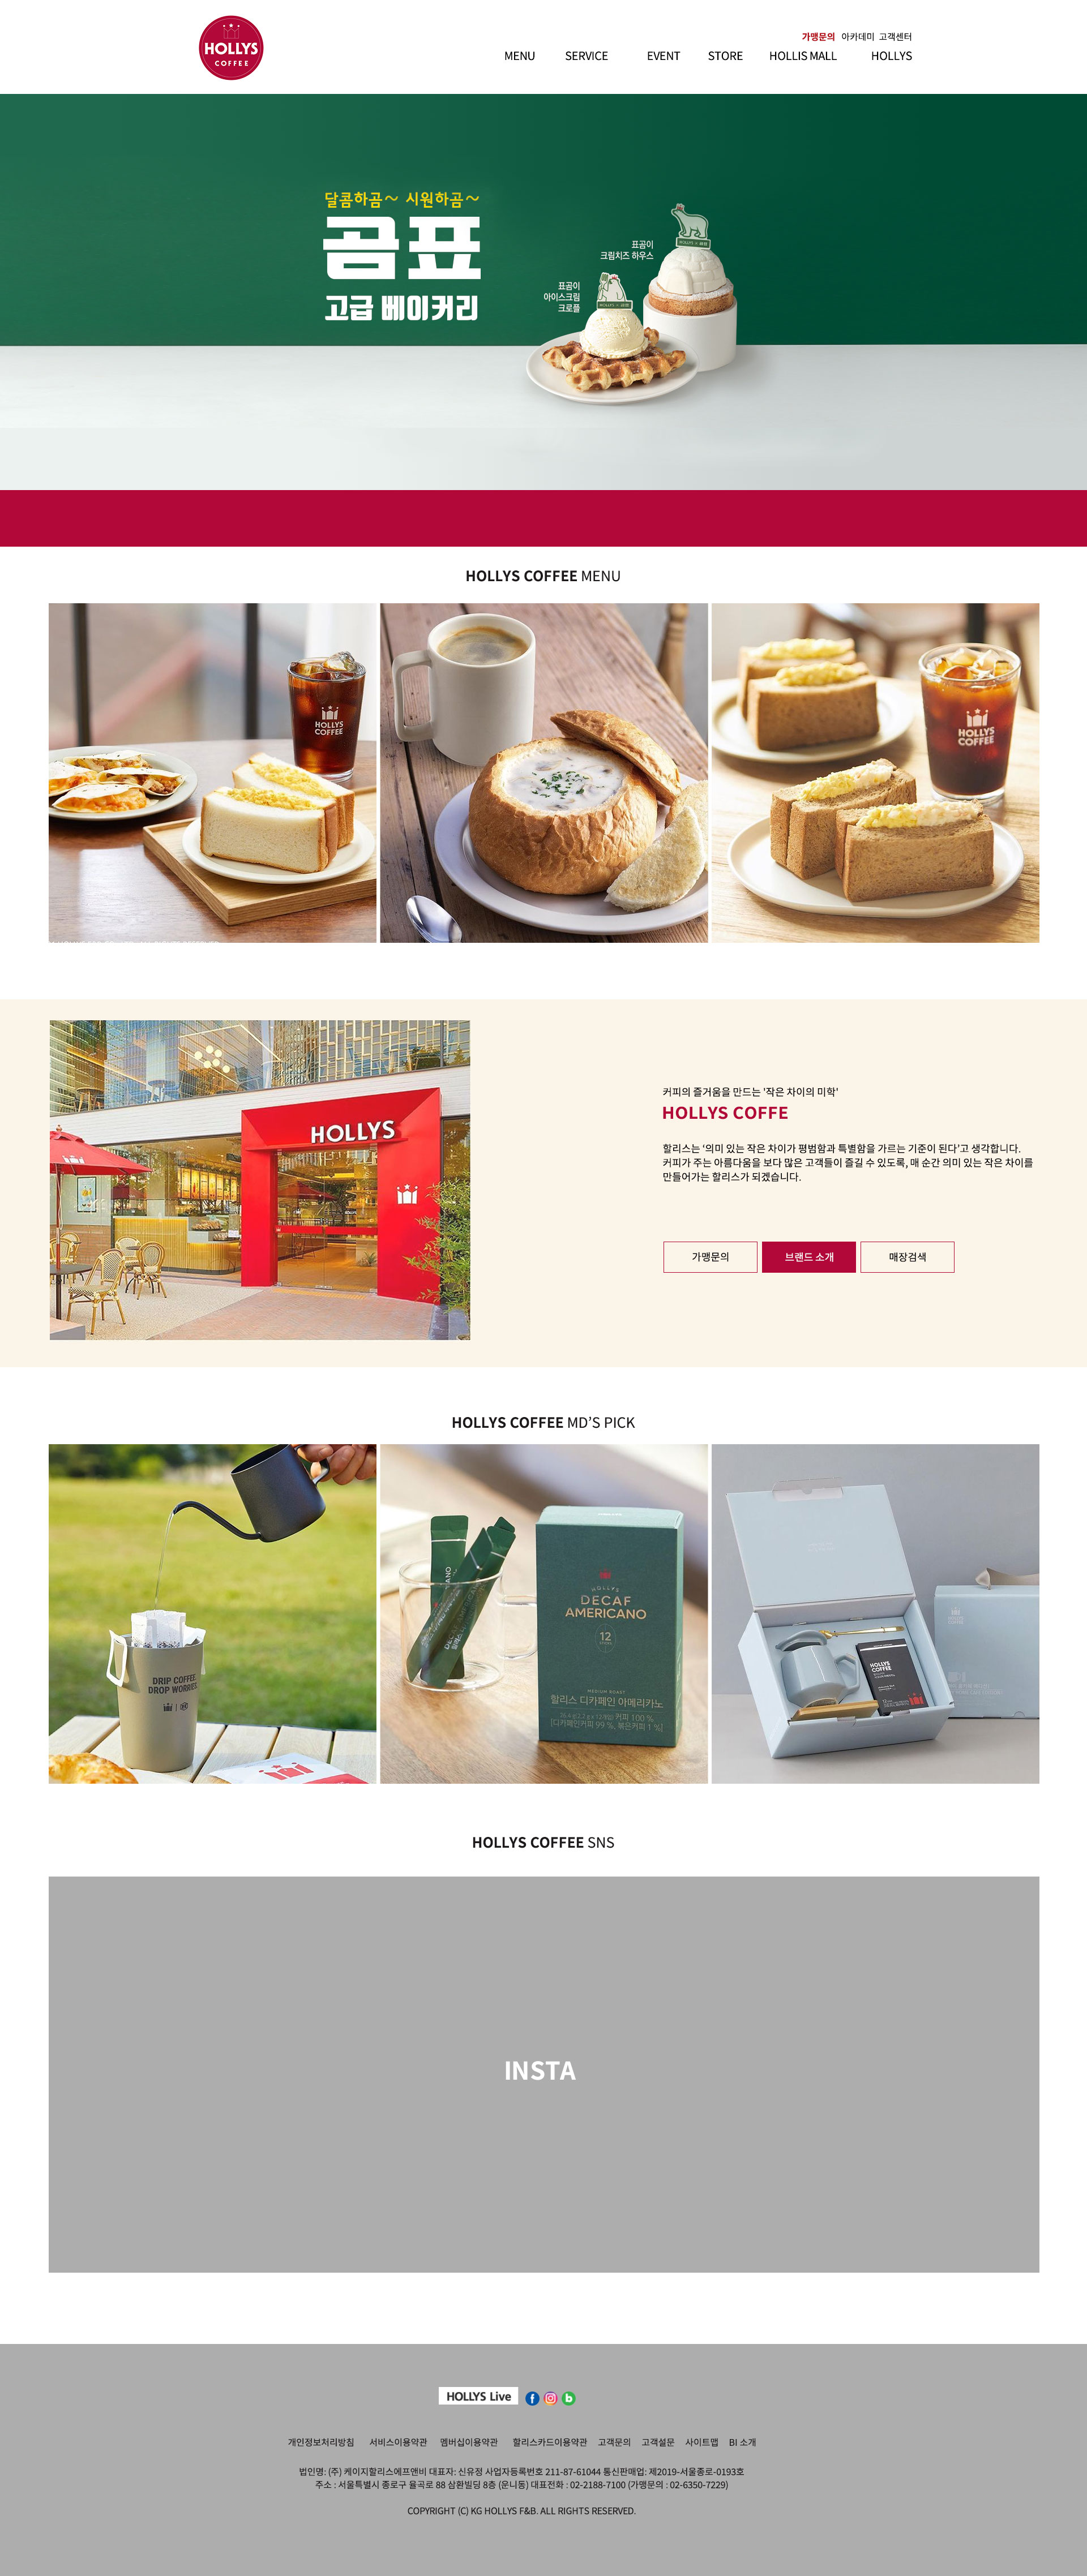 HOLLYS
COFFEE
가맹문의 아카데미 고객센터
MENU SERVICE EVENT STORE HOLLIS MALL HOLLYS
달콤하곰~ 시원하곰~
곰표
고급 베이커리
표곰이
크림치즈 하우스
표곰이
아이스크림
크로플
HOLLYS COFFEE MENU
HOLLYS
COFFEE
HOLLYS
COFFEE
HOLLYS
커피의 즐거움을 만드는 '작은 차이의 미학'
HOLLYS COFFE
할리스는 '의미 있는 작은 차이가 평범함과 특별함을 가르는 기준이 된다'고 생각합니다.
커피가 주는 아름다움을 보다 많은 고객들이 즐길 수 있도록, 매 순간 의미 있는 작은 차이를
만들어가는 할리스가 되겠습니다.
가맹문의 브랜드 소개 매장검색
HOLLYS COFFEE MD'S PICK
DRIP COFFEE,
DROP WORRIES.
HOLLYS
DECAF
AMERICANO
12
MEDIUM ROAST
할리스 디카페인 아메리카노
HOLLYS
COFFEE
HOLLYS COFFEE SNS
INSTA
HOLLYS Live
개인정보처리방침 서비스이용약관 멤버십이용약관 할리스카드이용약관 고객문의 고객설문 사이트맵 BI 소개
법인명: (주) 케이지할리스에프앤비 대표자: 신유정 사업자등록번호 211-87-61044 통신판매업: 제2019-서울종로-0193호
주소 : 서울특별시 종로구 율곡로 88 삼환빌딩 8층 (운니동) 대표전화 : 02-2188-7100 (가맹문의 : 02-6350-7229)
COPYRIGHT (C) KG HOLLYS F&B. ALL RIGHTS RESERVED.